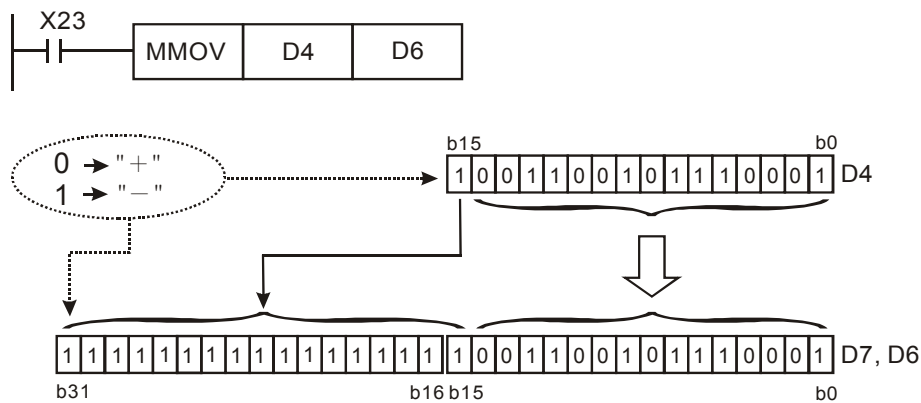 X23
MMOV D4 D6
0 → "+"
1 → "−"
b15 b0
1 0 0 1 1 0 0 1 0 1 1 1 0 0 0 1 D4
1 1 1 1 1 1 1 1 1 1 1 1 1 1 1 1 1 0 0 1 1 0 0 1 0 1 1 1 0 0 0 1 D7, D6
b31 b16 b15 b0